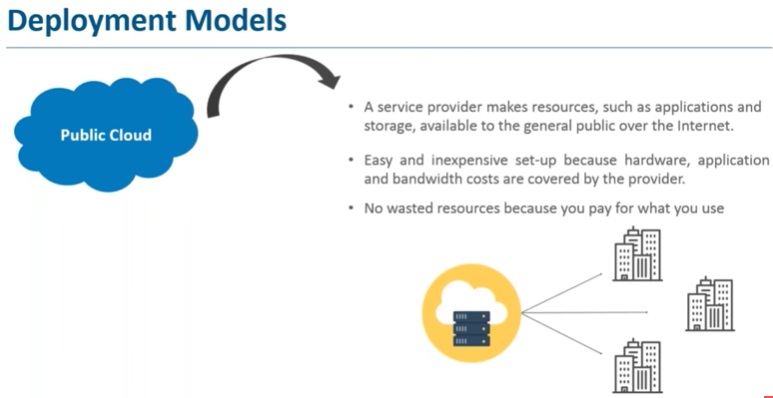 Deployment Models
Public Cloud
• A service provider makes resources, such as applications and
storage, available to the general public over the Internet.
• Easy and inexpensive set-up because hardware, application
and bandwidth costs are covered by the provider.
• No wasted resources because you pay for what you use